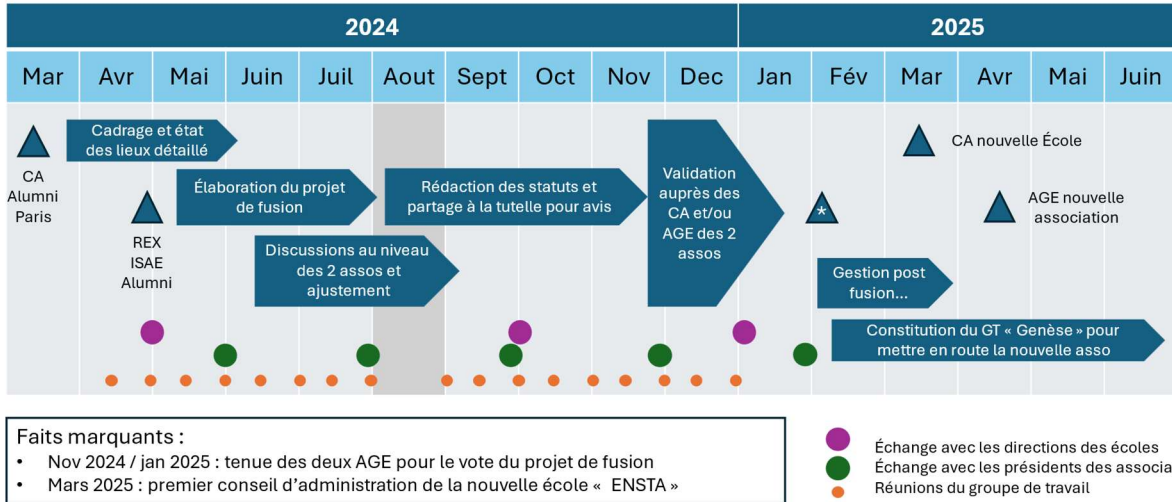 2024
2025
Mar Avr Mai Juin Juil Aout Sept Oct Nov Dec Jan Fév Mar Avr Mai Juin
Cadrage et état
des lieux détaillé
CA
Alumni
Paris
Élaboration du projet
de fusion
REX
ISAE
Alumni
Discussions au niveau
des 2 assos et
ajustement
Rédaction des statuts et
partage à la tutelle pour avis
Validation
auprès des
CA et/ou
AGE des 2
assos
*
CA nouvelle École
AGE nouvelle
association
Gestion post
fusion...
Constitution du GT « Genèse » pour
mettre en route la nouvelle asso
Faits marquants :
• Nov 2024 / jan 2025 : tenue des deux AGE pour le vote du projet de fusion
• Mars 2025 : premier conseil d'administration de la nouvelle école « ENSTA »
Échange avec les directions des écoles
Échange avec les présidents des associa
Réunions du groupe de travail